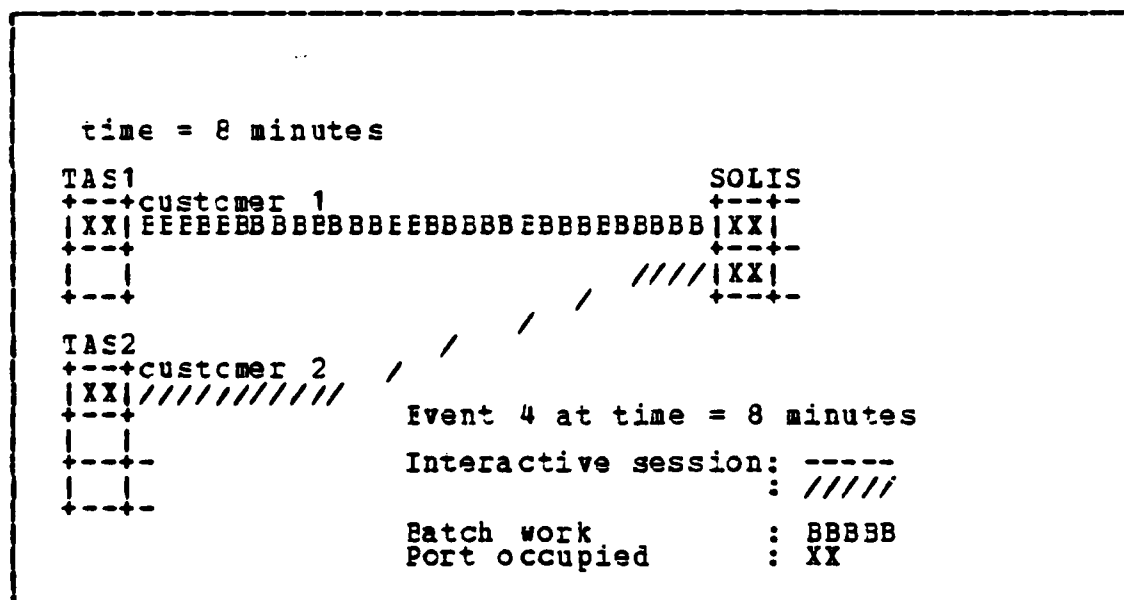 time = 8 minutes
TAS1 SOLIS
+--+customer 1 +--+-
|XX|EEEBEBBBBBEBBBBEEBBBBBEBBBEBBBBB|XX|
+--+ +--+-
| | ////|XX|
+--+ / +--+-
/
TAS2 /
+--+customer 2 /
|XX|///////////
+--+ Event 4 at time = 8 minutes
| |
+--+- Interactive session: -----
| | : /////
+--+-
Batch work : BBBBB
Port occupied : XX